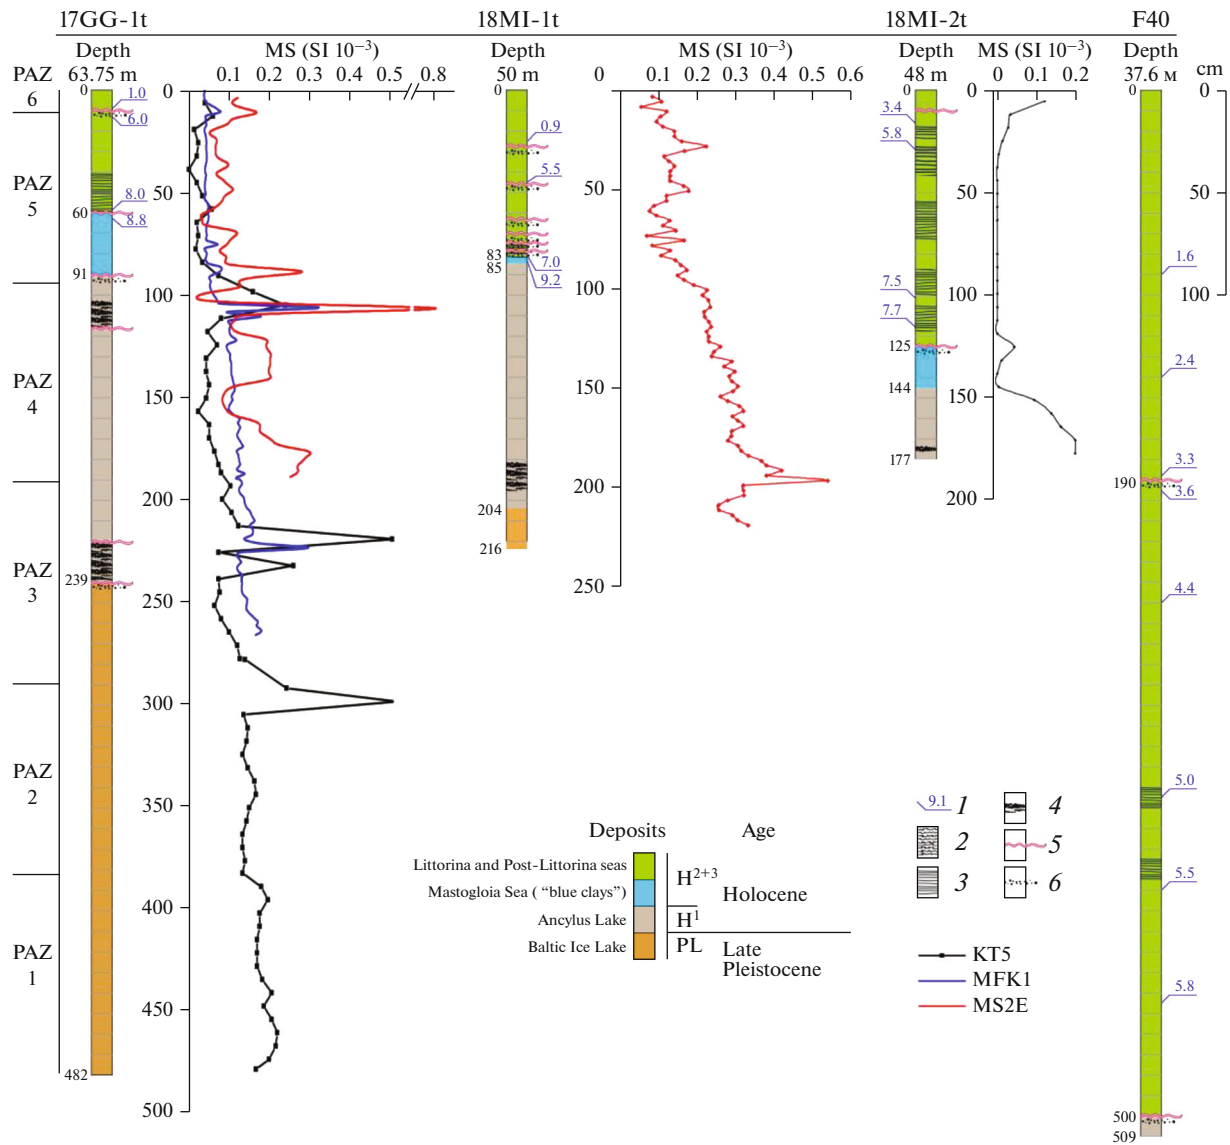 17GG-1t 18MI-1t 18MI-2t F40
Depth MS (SI 10⁻³) Depth MS (SI 10⁻³) Depth MS (SI 10⁻³) Depth
63.75 m 50 m 48 m 37.6 м cm
0.1 0.2 0.3 0.4 0.5 0.8
0 0.1 0.2 0.3 0.4 0.5 0.6
0 0.1 0.2
PAZ
6
PAZ
5
PAZ
4
PAZ
3
PAZ
2
PAZ
1
0
60
91
239
482
1.0
6.0
8.0
8.8
0
50
100
150
200
250
300
350
400
450
500
0
83
85
204
216
0.9
5.5
7.0
9.2
50
100
150
200
250
0
125
144
177
3.4
5.8
7.5
7.7
0
50
100
150
200
0
190
500
509
1.6
2.4
3.3
3.6
4.4
5.0
5.5
5.8
0
50
100
Deposits Age
Littorina and Post-Littorina seas
Mastogloia Sea ( “blue clays”)
Ancylus Lake
Baltic Ice Lake
H²⁺³
H¹
PL
Holocene
Late
Pleistocene
9.1 1 4
2 5
3 6
KT5
MFK1
MS2E